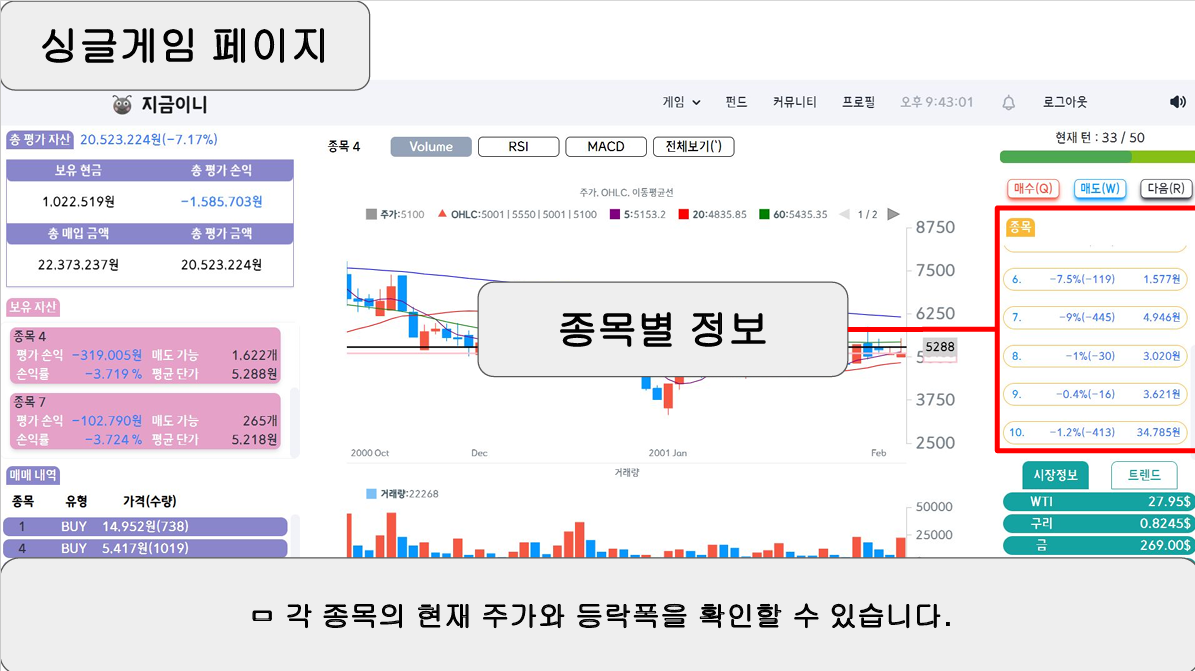 싱글게임 페이지
지금이니
게임 펀드 커뮤니티 프로필 오후 9:43:01 로그아웃
총 평가 자산 20.523.224원(-7.17%)
보유 현금 총 평가 손익
1.022.519원 -1.585.703원
총 매입 금액 총 평가 금액
22.373.237원 20.523.224원
보유 자산
종목 4
평가 손익 -319.005원 매도 가능 1.622개
손익률 -3.719 % 평균 단가 5.288원
종목 7
평가 손익 -102.790원 매도 가능 265개
손익률 -3.724 % 평균 단가 5.218원
매매 내역
종목 유형 가격(수량)
1 BUY 14.952원(738)
4 BUY 5.417원(1019)
종목 4 Volume RSI MACD 전체보기(`)
주가, OHLC, 이동평균선
주가:5100 OHLC:5001 | 5550 | 5001 | 5100 5:5153.2 20:4835.85 60:5435.35 1 / 2
8750
7500
6250
5288
3750
2500
2000 Oct Dec 2001 Jan Feb
종목별 정보
거래량
거래량:22268
50000
25000
현재 턴 : 33 / 50
매수(Q) 매도(W) 다음(R)
종목
6. -7.5%(-119) 1.577원
7. -9%(-445) 4.946원
8. -1%(-30) 3.020원
9. -0.4%(-16) 3.621원
10. -1.2%(-413) 34.785원
시장정보 트렌드
WTI 27.95$
구리 0.8245$
금 269.00$
ㅁ 각 종목의 현재 주가와 등락폭을 확인할 수 있습니다.